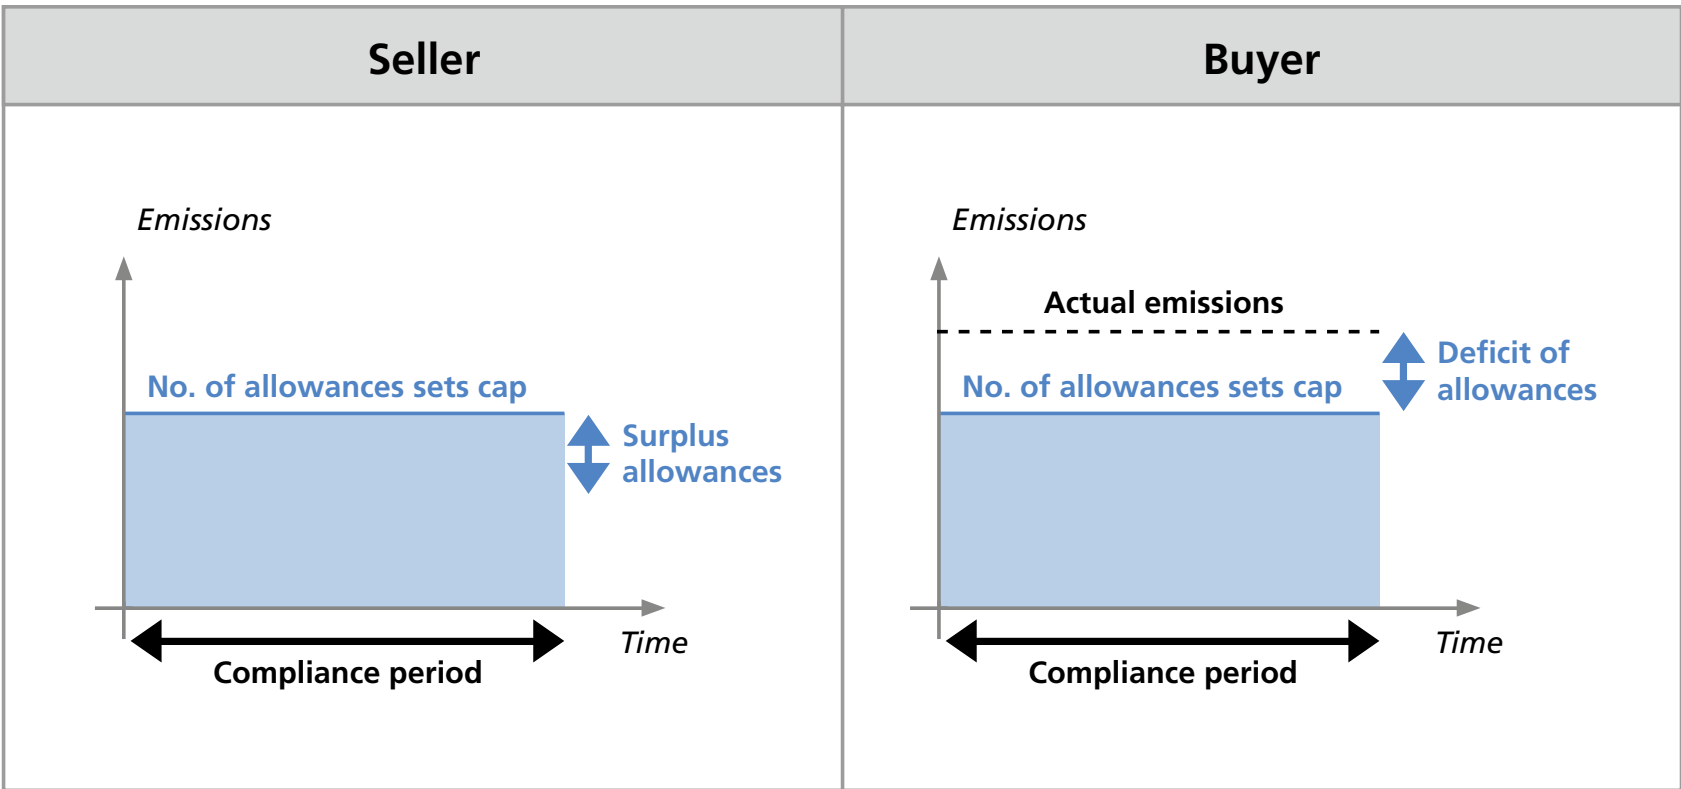 Seller
Emissions
No. of allowances sets cap
Surplus
allowances
Time
Compliance period
Buyer
Emissions
Actual emissions
Deficit of
allowances
No. of allowances sets cap
Time
Compliance period